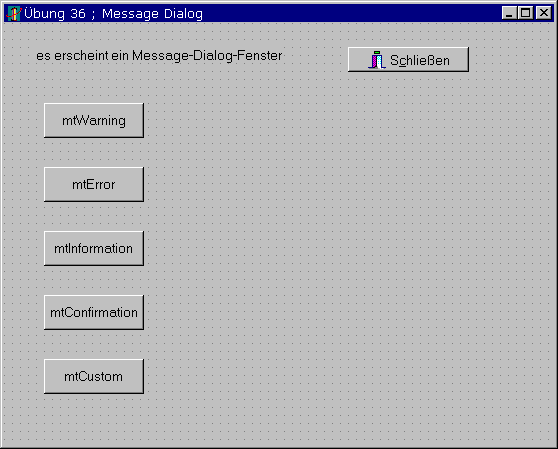 Übung 36 ; Message Dialog
es erscheint ein Message-Dialog-Fenster
Schließen
mtWarning
mtError
mtInformation
mtConfirmation
mtCustom